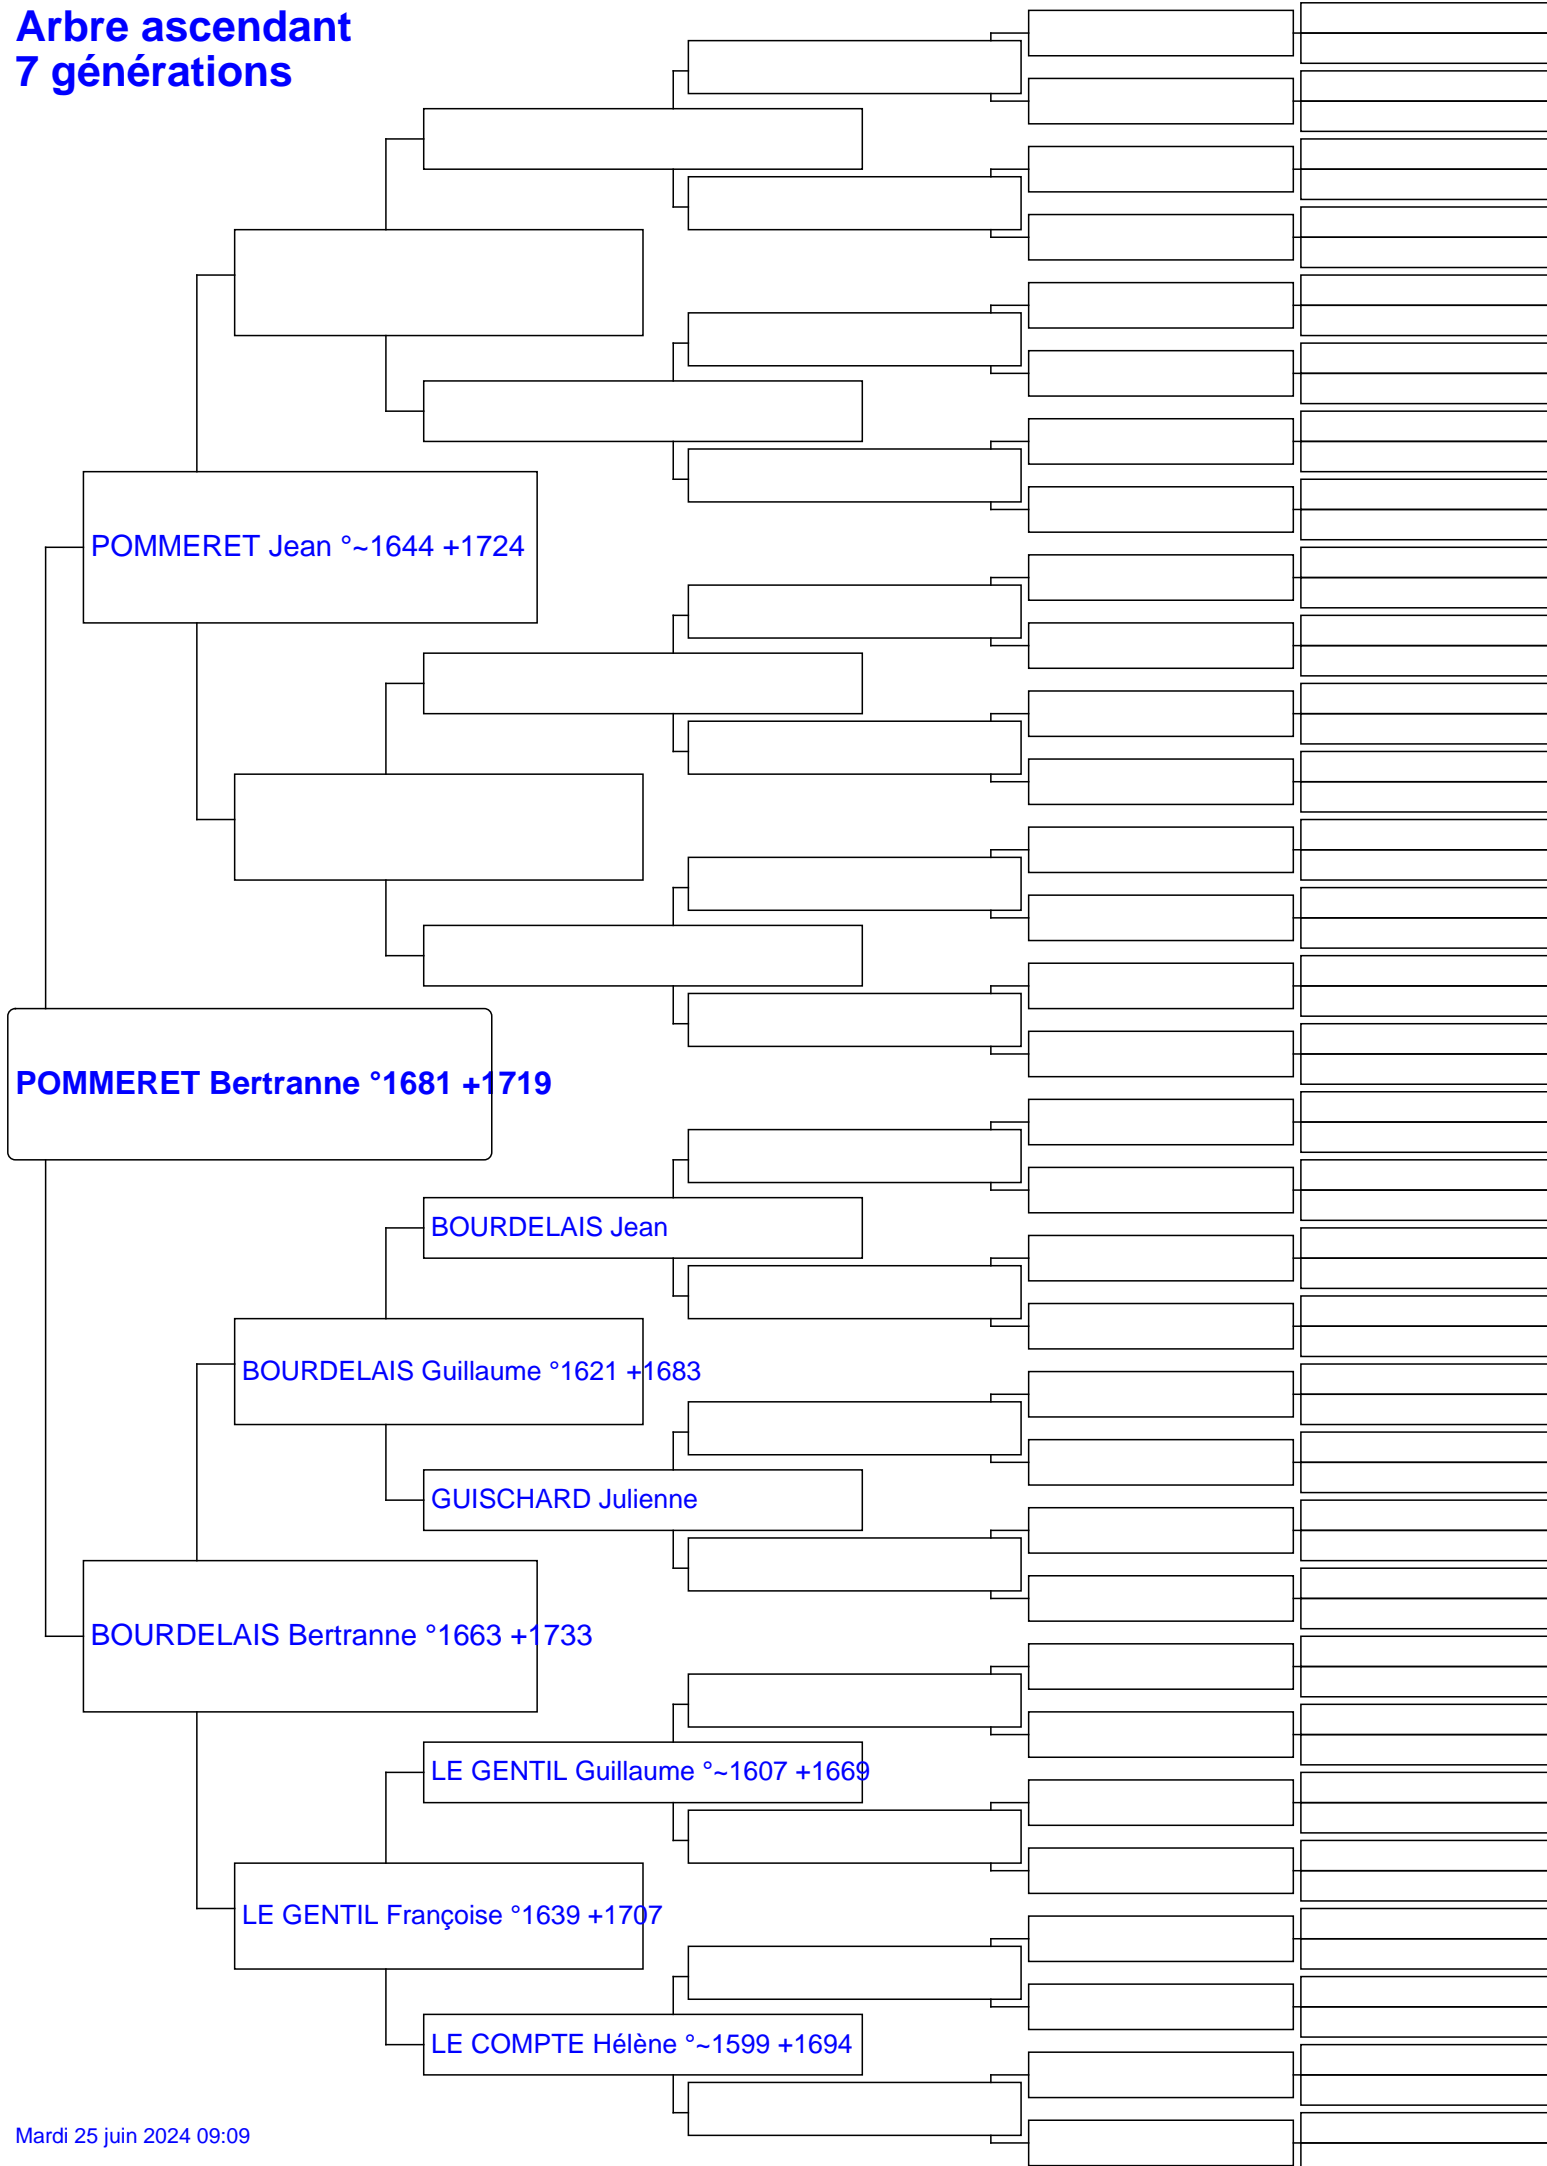 Arbre ascendant
7 générations
POMMERET Jean °~1644 +1724
POMMERET Bertranne °1681 +1719
BOURDELAIS Jean
BOURDELAIS Guillaume °1621 +1683
GUISCHARD Julienne
BOURDELAIS Bertranne °1663 +1733
LE GENTIL Guillaume °~1607 +1669
LE GENTIL Françoise °1639 +1707
LE COMPTE Hélène °~1599 +1694
Mardi 25 juin 2024 09:09